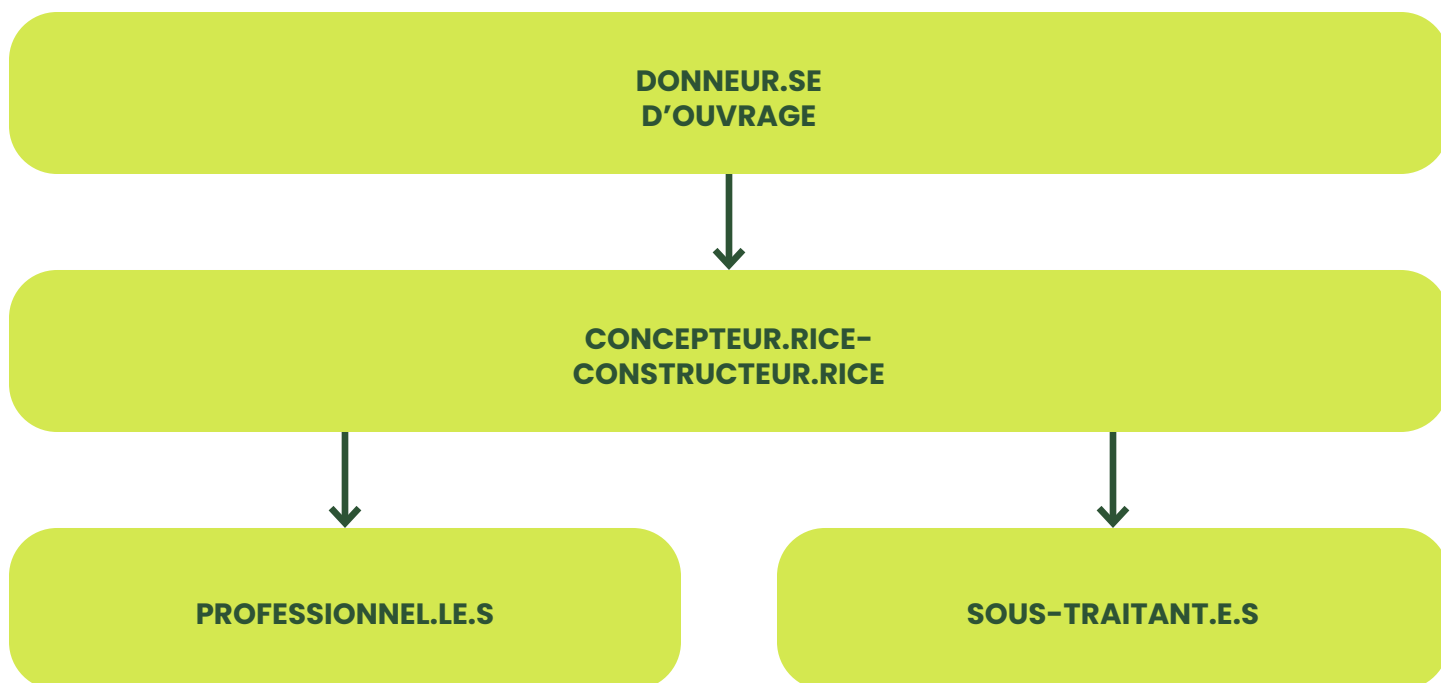 DONNEUR.SE
D’OUVRAGE
CONCEPTEUR.RICE-
CONSTRUCTEUR.RICE
PROFESSIONNEL.LE.S
SOUS-TRAITANT.E.S